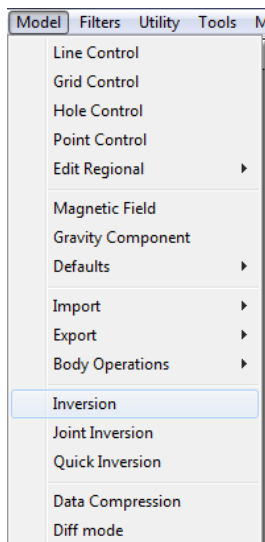 Model Filters Utility Tools M
Line Control
Grid Control
Hole Control
Point Control
Edit Regional
Magnetic Field
Gravity Component
Defaults
Import
Export
Body Operations
Inversion
Joint Inversion
Quick Inversion
Data Compression
Diff mode